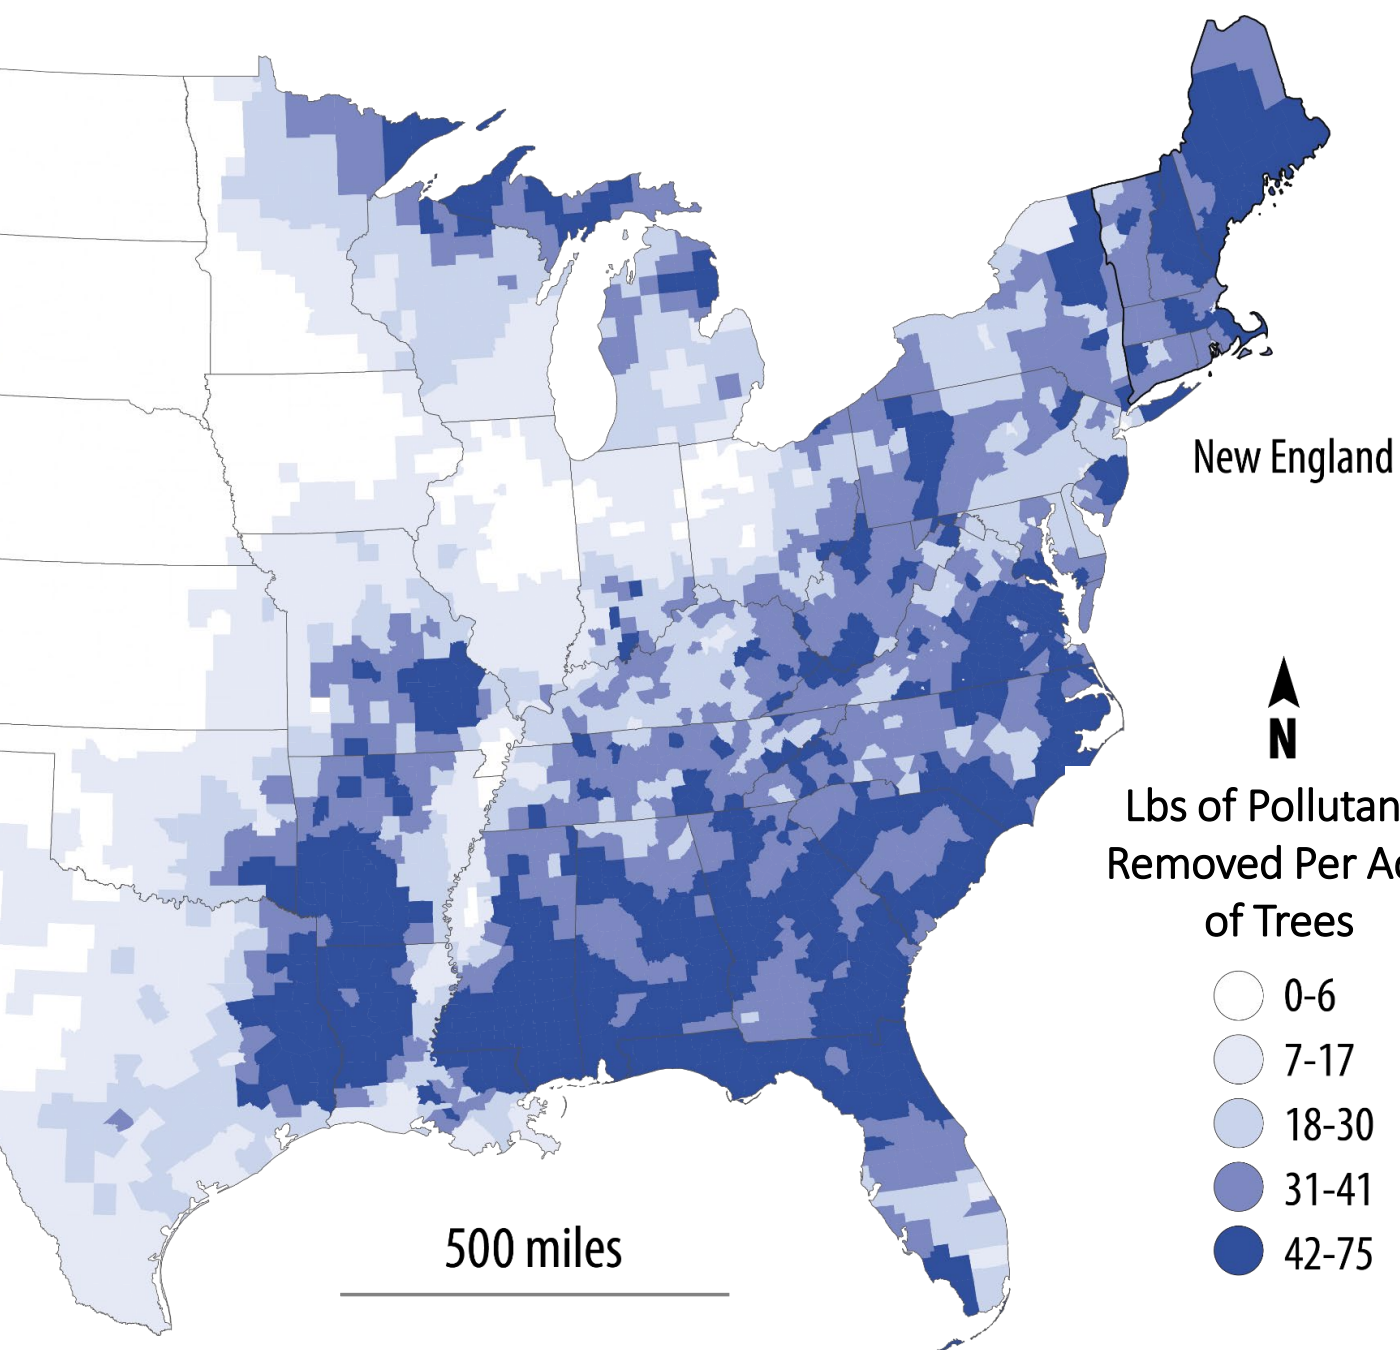 New England
N
Lbs of Pollutan
Removed Per Ac
of Trees
0-6
7-17
18-30
31-41
42-75
500 miles